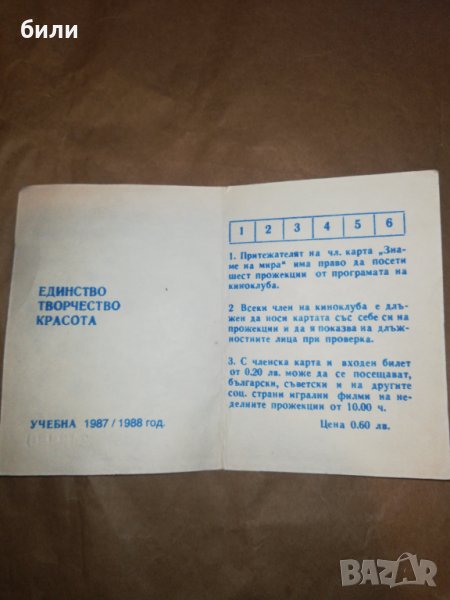 били
ЕДИНСТВО
ТВОРЧЕСТВО
КРАСОТА
УЧЕБНА 1987/1988 год.
1 2 3 4 5 6
1. Притежателят на чл. карта „Зна-
ме на мира" има право да посети
шест прожекции от програмата на
киноклуба.
2 Всеки член на киноклуба е длъ-
жен да носи картата със себе си на
прожекции и да я показва на длъж-
ностните лица при проверка.
3. С членска карта и входен билет
от 0.20 лв. може да се посещават,
български, съветски и на другите
соц. страни игрални филми на не-
делните прожекции от 10.00 ч.
Цена 0.60 лв.
BAZAR